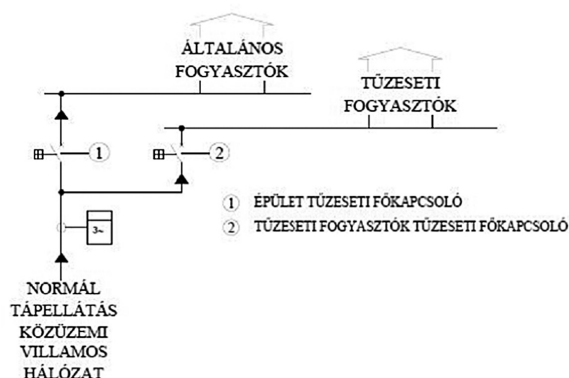 ÁLTALÁNOS
FOGYASZTÓK
TŰZESETI
FOGYASZTÓK
1
2
1 ÉPÜLET TŰZESETI FŐKAPCSOLÓ
2 TŰZESETI FOGYASZTÓK TŰZESETI FŐKAPCSOLÓ
3~
NORMÁL
TÁPELLÁTÁS
KÖZÜZEMI
VILLAMOS
HÁLÓZAT